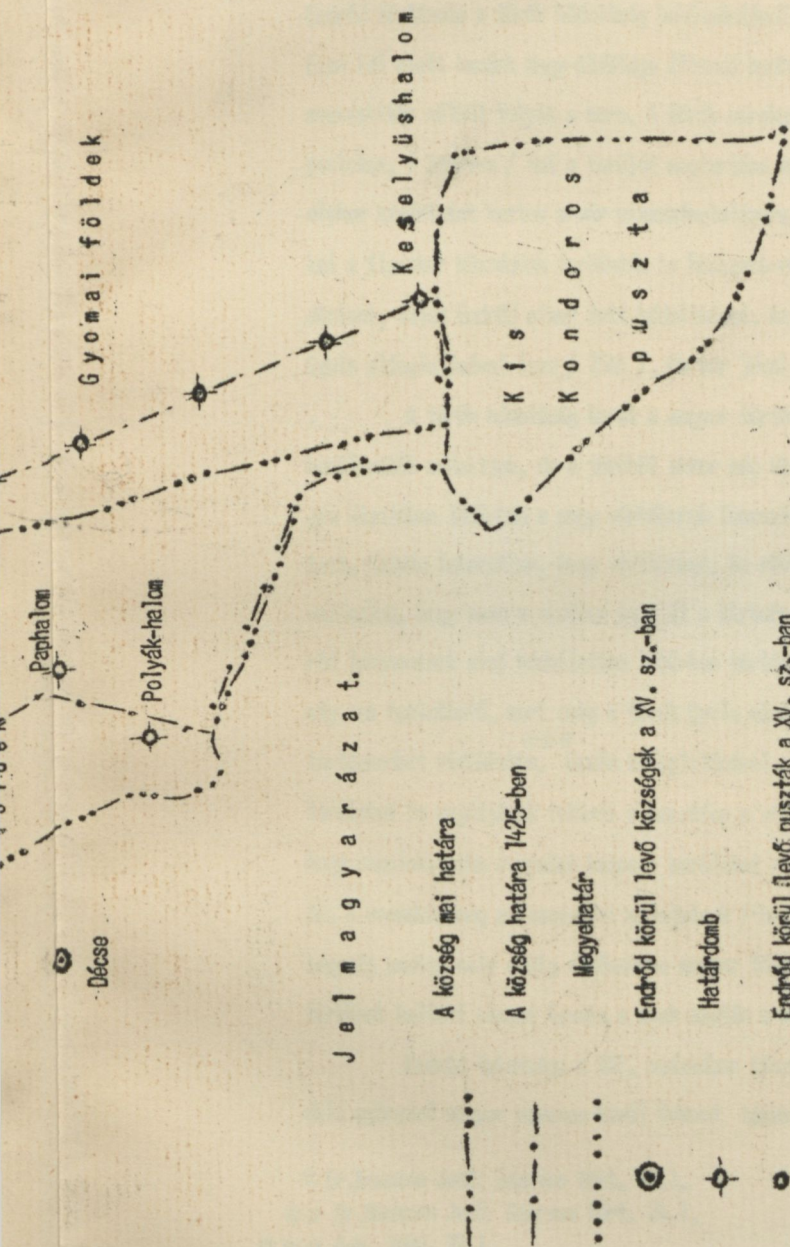 Gyomai földek
Keselyüshalom
Kis
Kondoros
puszta
Paphalom
Polyák-halom
Décse
Jelmagyarázat.
A község mai határa
A község határa 1425-ben
Megyehatár
Endrőd körül levő községek a XV. sz.-ban
Határdomb
Endrőd körül levő puszták a XV. sz.-ban